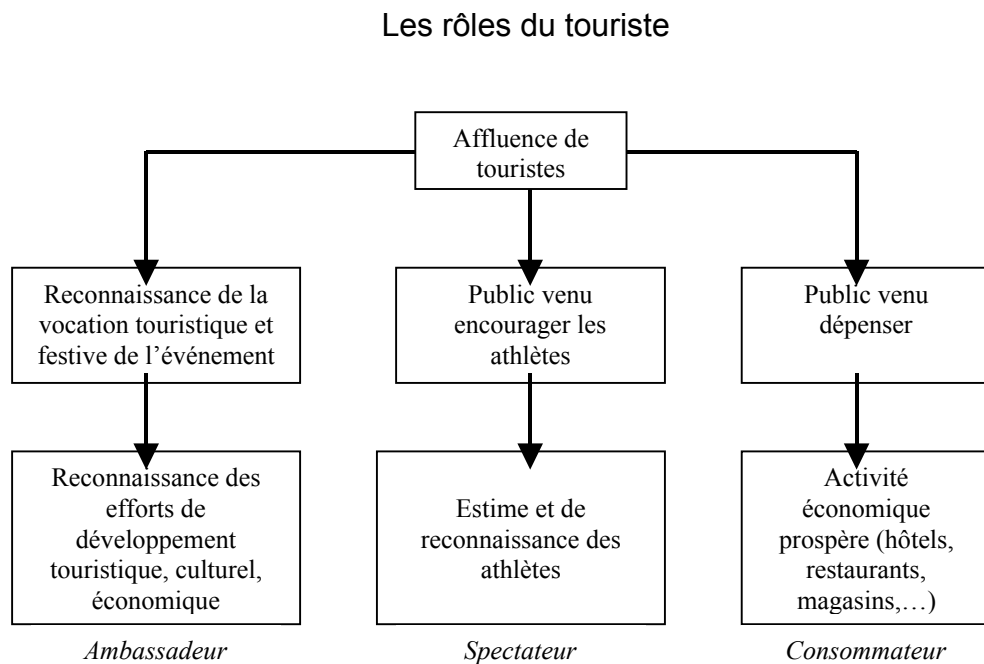 Les rôles du touriste
Affluence de
touristes
Reconnaissance de la
vocation touristique et
festive de l'événement
Public venu
encourager les
athlètes
Public venu
dépenser
Reconnaissance des
efforts de
développement
touristique, culturel,
économique
Estime et de
reconnaissance des
athlètes
Activité
économique
prospère (hôtels,
restaurants,
magasins,…)
Ambassadeur
Spectateur
Consommateur